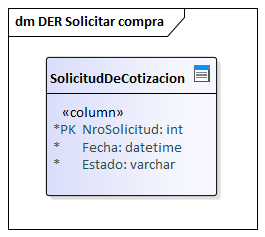 dm DER Solicitar compra
SolicitudDeCotizacion
«column»
*PK NroSolicitud: int
* Fecha: datetime
* Estado: varchar